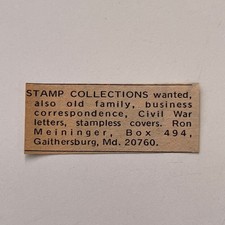 STAMP COLLECTIONS wanted,
also old family, business
correspondence, Civil War
letters, stampless covers. Ron
Meininger, Box 494,
Gaithersburg, Md. 20760.